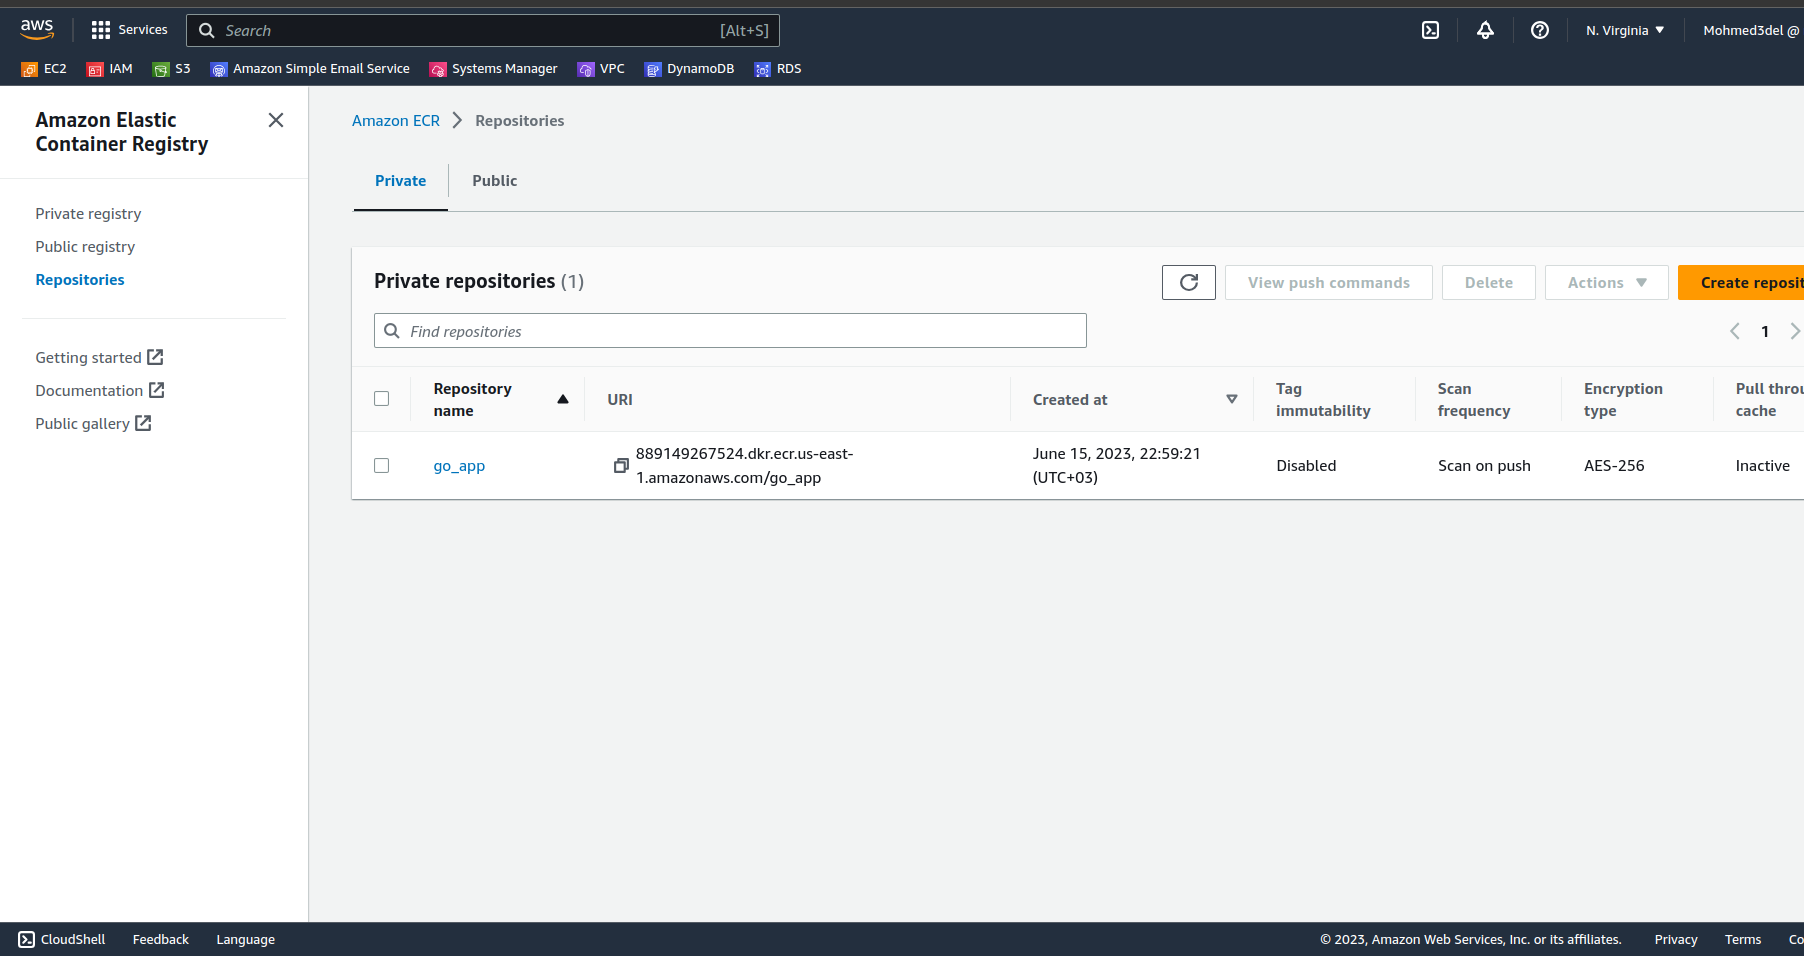 aws
Services
Search
[Alt+S]
N. Virginia
Mohmed3del @
EC2
IAM
S3
Amazon Simple Email Service
Systems Manager
VPC
DynamoDB
RDS
Amazon Elastic
Container Registry
Private registry
Public registry
Repositories
Getting started
Documentation
Public gallery
Amazon ECR
Repositories
Private
Public
Private repositories (1)
View push commands
Delete
Actions
Create reposit
Find repositories
1
Repository
name
URI
Created at
Tag
immutability
Scan
frequency
Encryption
type
Pull throu
cache
go_app
889149267524.dkr.ecr.us-east-
1.amazonaws.com/go_app
June 15, 2023, 22:59:21
(UTC+03)
Disabled
Scan on push
AES-256
Inactive
CloudShell
Feedback
Language
© 2023, Amazon Web Services, Inc. or its affiliates.
Privacy
Terms
Co